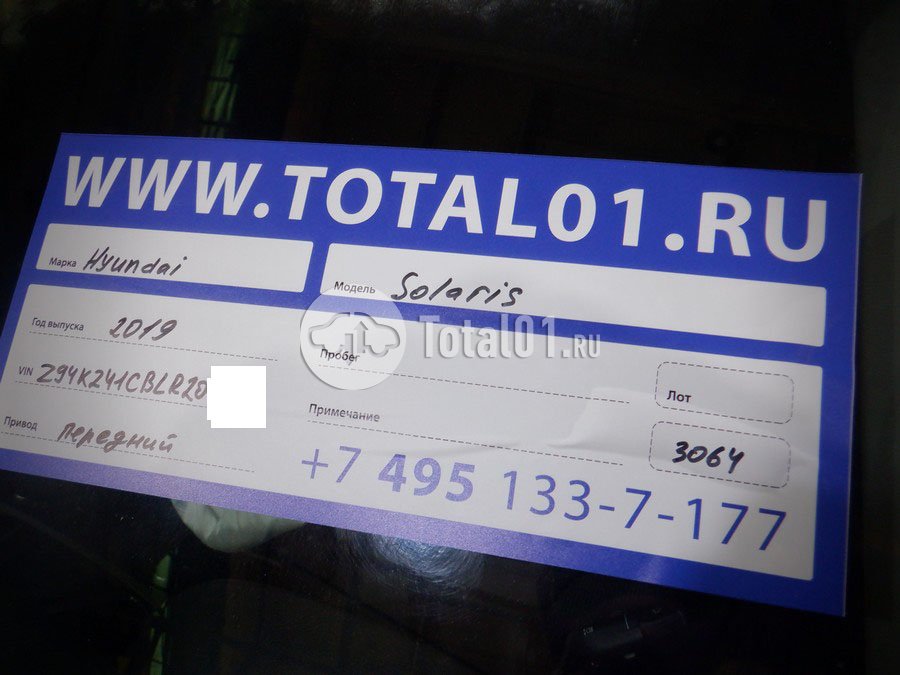 WWW.TOTAL01.RU
Марка Hyundai
Модель Solaris
Год выпуска 2019
Пробег
Total01.RU
VIN Z94K241CBLR20
Лот
Привод передний
Примечание
3064
+7 495 133-7-177